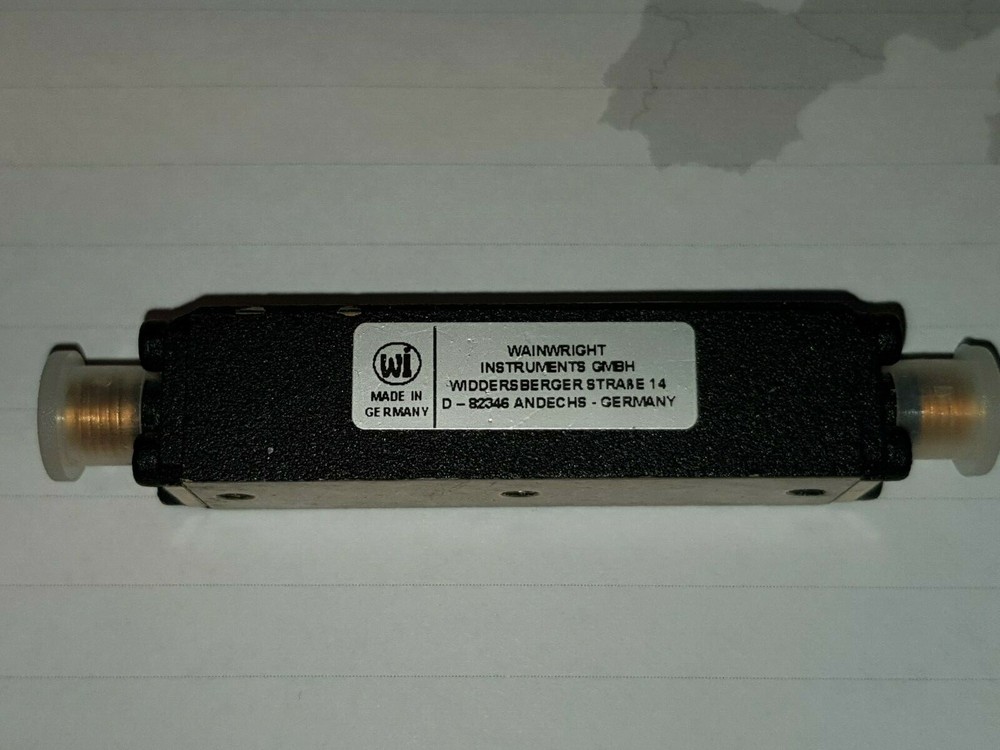 wi
MADE IN
GERMANY
WAINWRIGHT
INSTRUMENTS GMBH
WIDDERSBERGER STRAßE 14
D – 82346 ANDECHS - GERMANY